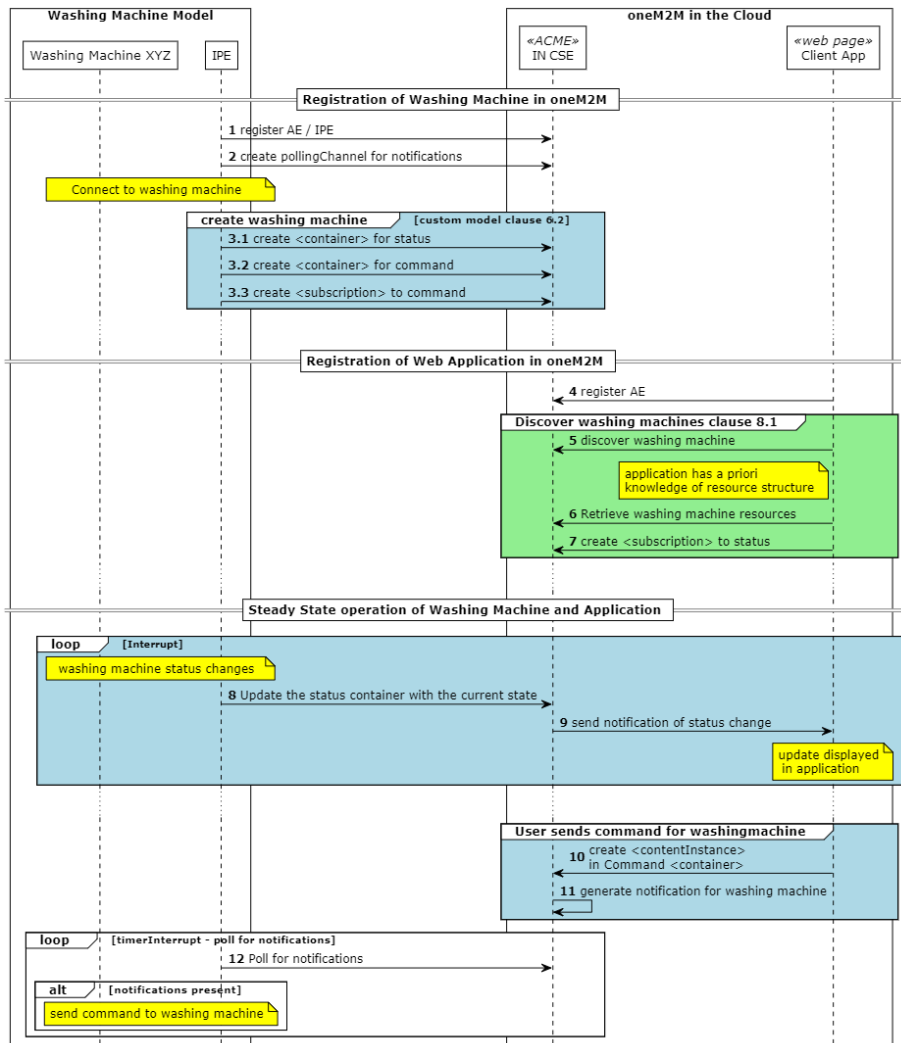 Washing Machine Model
oneM2M in the Cloud
Washing Machine XYZ
IPE
«ACME»
IN CSE
«web page»
Client App
Registration of Washing Machine in oneM2M
1 register AE / IPE
2 create pollingChannel for notifications
Connect to washing machine
create washing machine [custom model clause 6.2]
3.1 create <container> for status
3.2 create <container> for command
3.3 create <subscription> to command
Registration of Web Application in oneM2M
4 register AE
Discover washing machines clause 8.1
5 discover washing machine
application has a priori
knowledge of resource structure
6 Retrieve washing machine resources
7 create <subscription> to status
Steady State operation of Washing Machine and Application
loop [Interrupt]
washing machine status changes
8 Update the status container with the current state
9 send notification of status change
update displayed
in application
User sends command for washingmachine
10 create <contentInstance>
in Command <container>
11 generate notification for washing machine
loop [timerInterrupt - poll for notifications]
12 Poll for notifications
alt [notifications present]
send command to washing machine